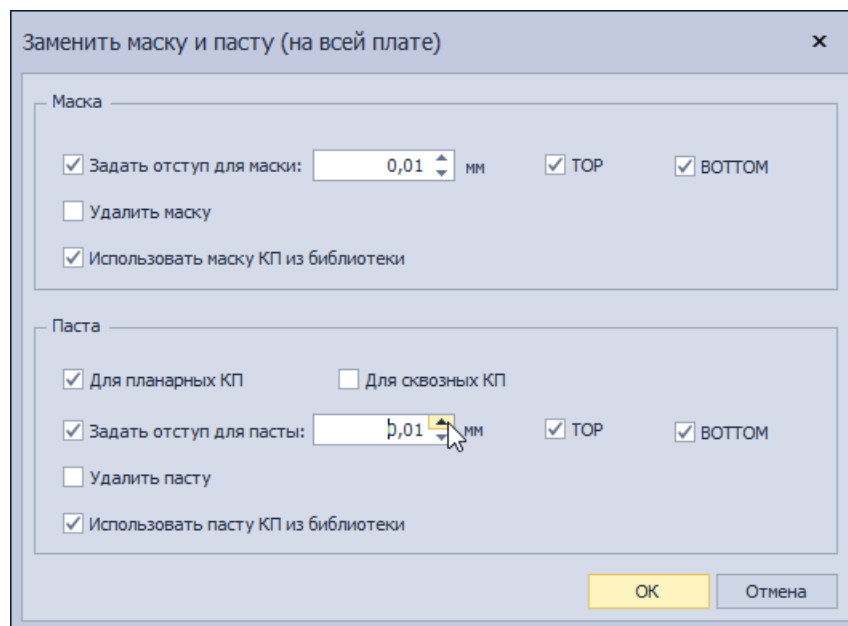 Заменить маску и пасту (на всей плате)
Маска
Задать отступ для маски: 0,01 мм TOP BOTTOM
Удалить маску
Использовать маску КП из библиотеки
Паста
Для планарных КП Для сквозных КП
Задать отступ для пасты: 0,01 мм TOP BOTTOM
Удалить пасту
Использовать пасту КП из библиотеки
ОК Отмена